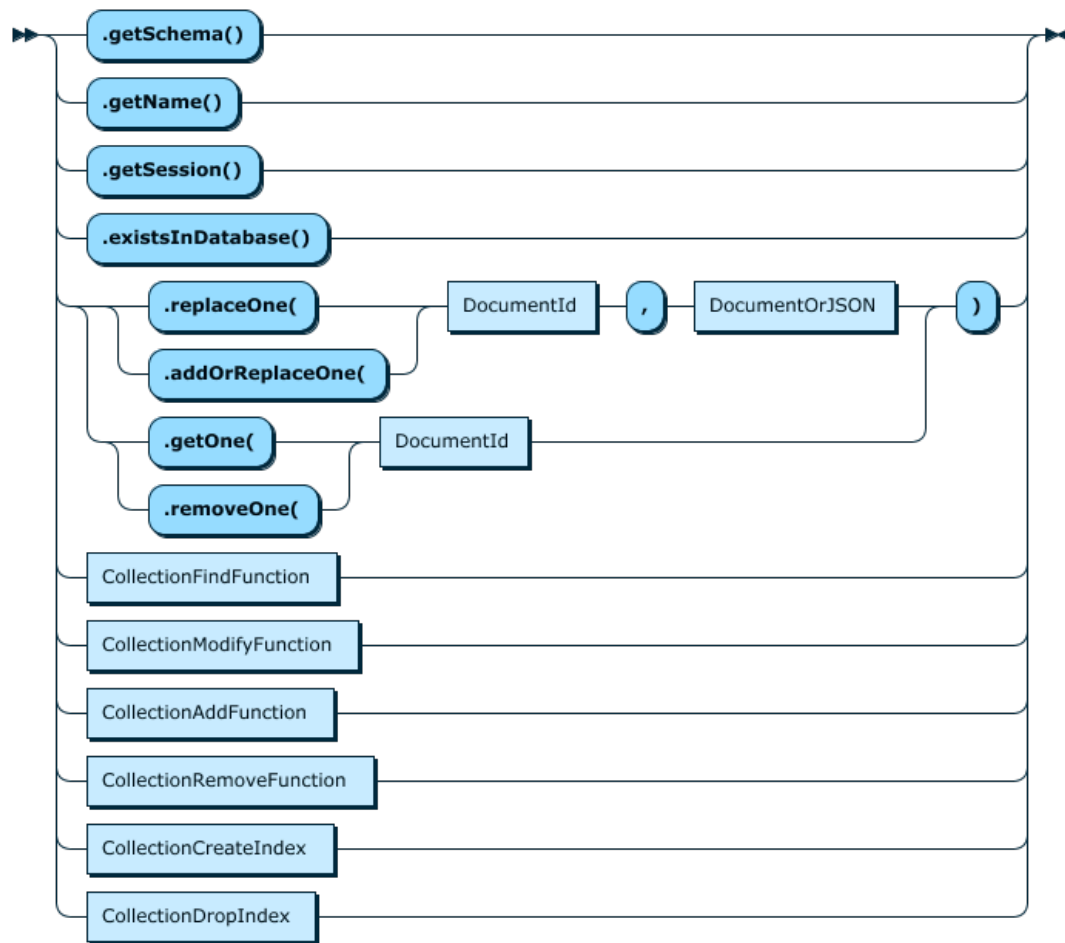 .getSchema()
.getName()
.getSession()
.existsInDatabase()
.replaceOne( DocumentId , DocumentOrJSON )
.addOrReplaceOne(
.getOne( DocumentId
.removeOne(
CollectionFindFunction
CollectionModifyFunction
CollectionAddFunction
CollectionRemoveFunction
CollectionCreateIndex
CollectionDropIndex